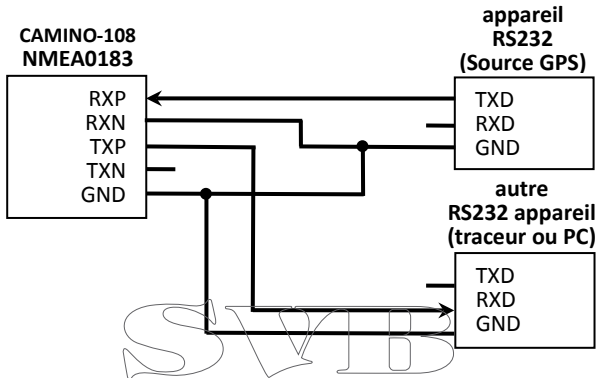 CAMINO-108
NMEA0183
RXP
RXN
TXP
TXN
GND
appareil
RS232
(Source GPS)
TXD
RXD
GND
autre
RS232 appareil
(traceur ou PC)
TXD
RXD
GND
SVB